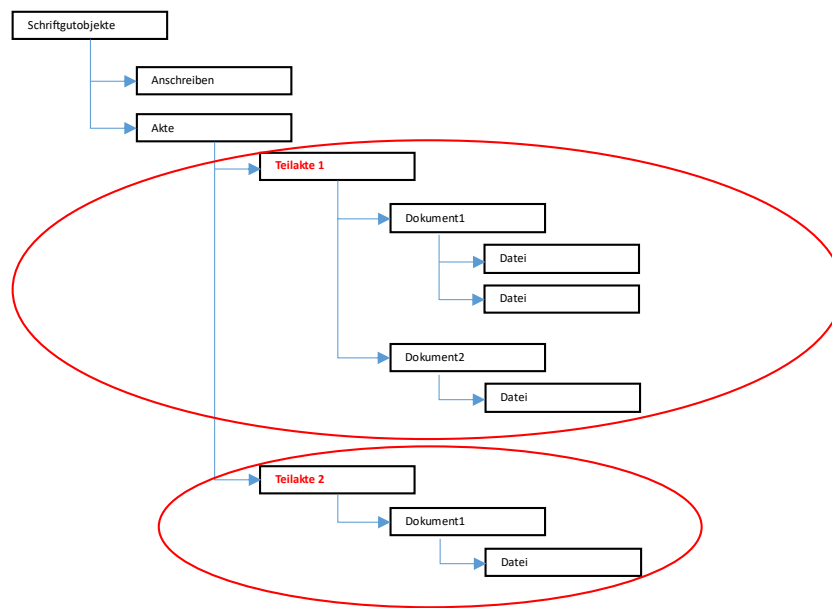 Schriftgutobjekte
Anschreiben
Akte
Teilakte 1
Dokument1
Datei
Datei
Dokument2
Datei
Teilakte 2
Dokument1
Datei